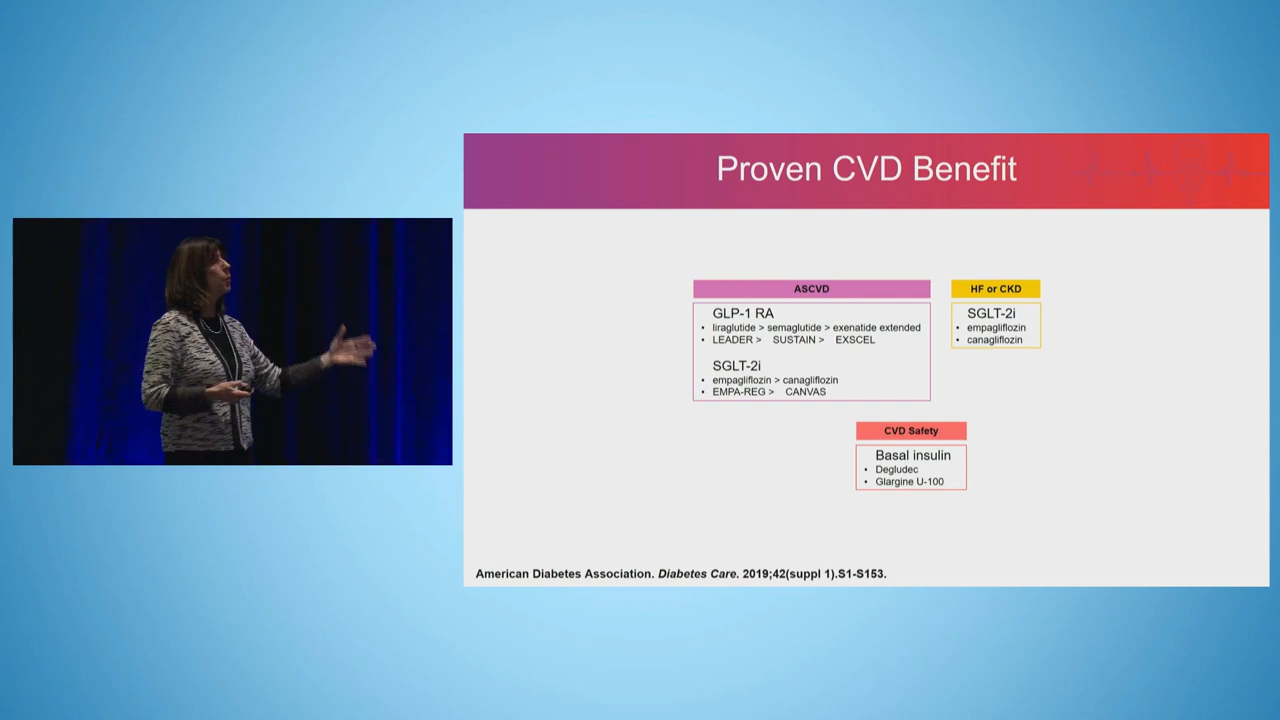 Proven CVD Benefit
ASCVD
GLP-1 RA
• liraglutide > semaglutide > exenatide extended
• LEADER > SUSTAIN > EXSCEL
SGLT-2i
• empagliflozin > canagliflozin
• EMPA-REG > CANVAS
HF or CKD
SGLT-2i
• empagliflozin
• canagliflozin
CVD Safety
Basal insulin
• Degludec
• Glargine U-100
American Diabetes Association. Diabetes Care. 2019;42(suppl 1).S1-S153.